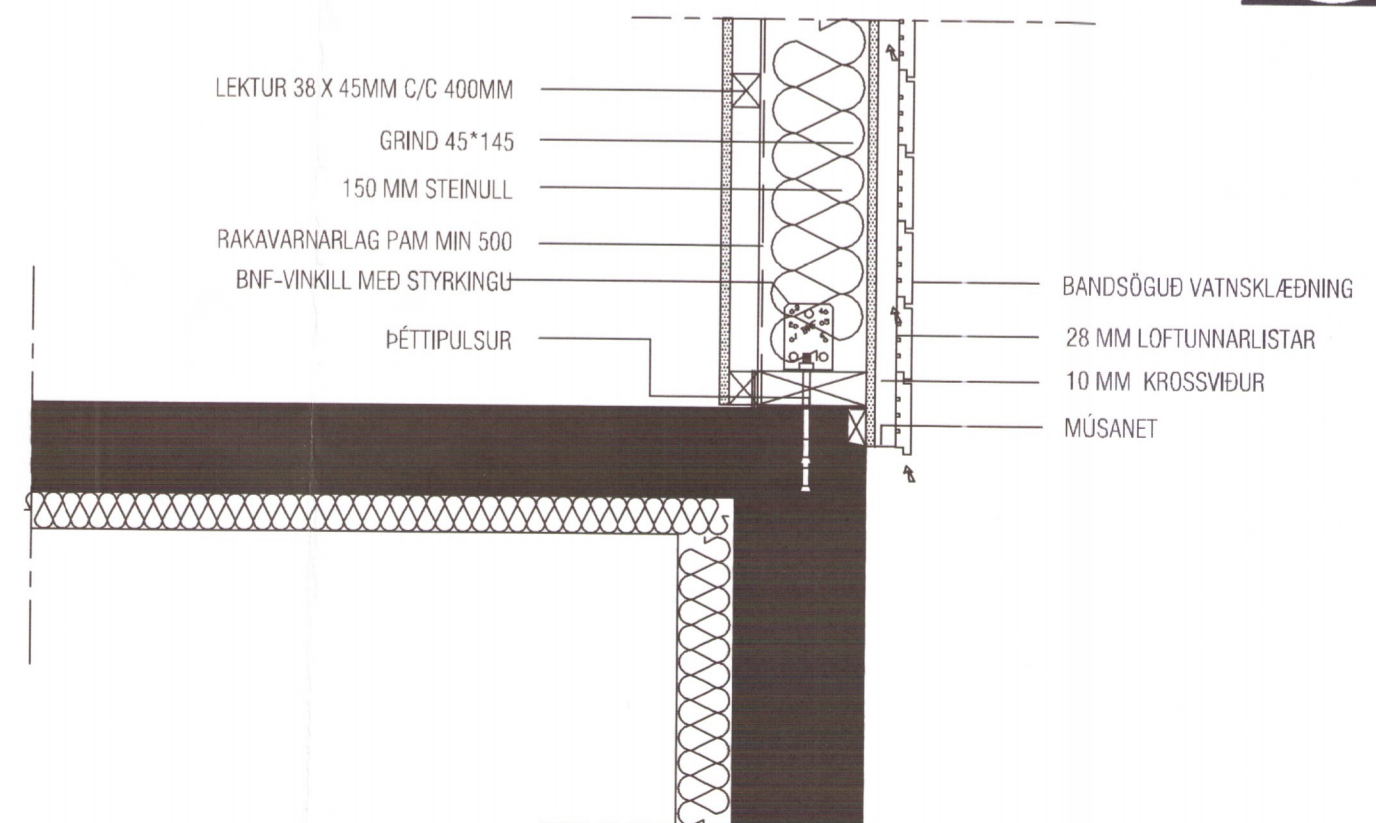 LEKTUR 38 X 45MM C/C 400MM
GRIND 45*145
150 MM STEINULL
RAKAVARNARLAG PAM MIN 500
BNF-VINKILL MEÐ STYRKINGU
ÞÉTTIPULSUR
BANDSÖGUÐ VATNSKLÆÐNING
28 MM LOFTUNNARLISTAR
10 MM KROSSVIÐUR
MÚSANET